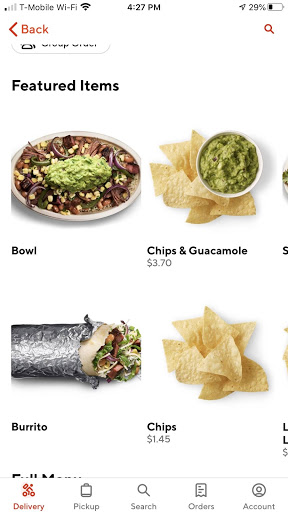 T-Mobile Wi-Fi 4:27 PM 29%
Back
Group Order
Featured Items
Bowl
Chips & Guacamole
$3.70
S
Burrito
Chips
$1.45
L
L
Full Menu
Delivery Pickup Search Orders Account